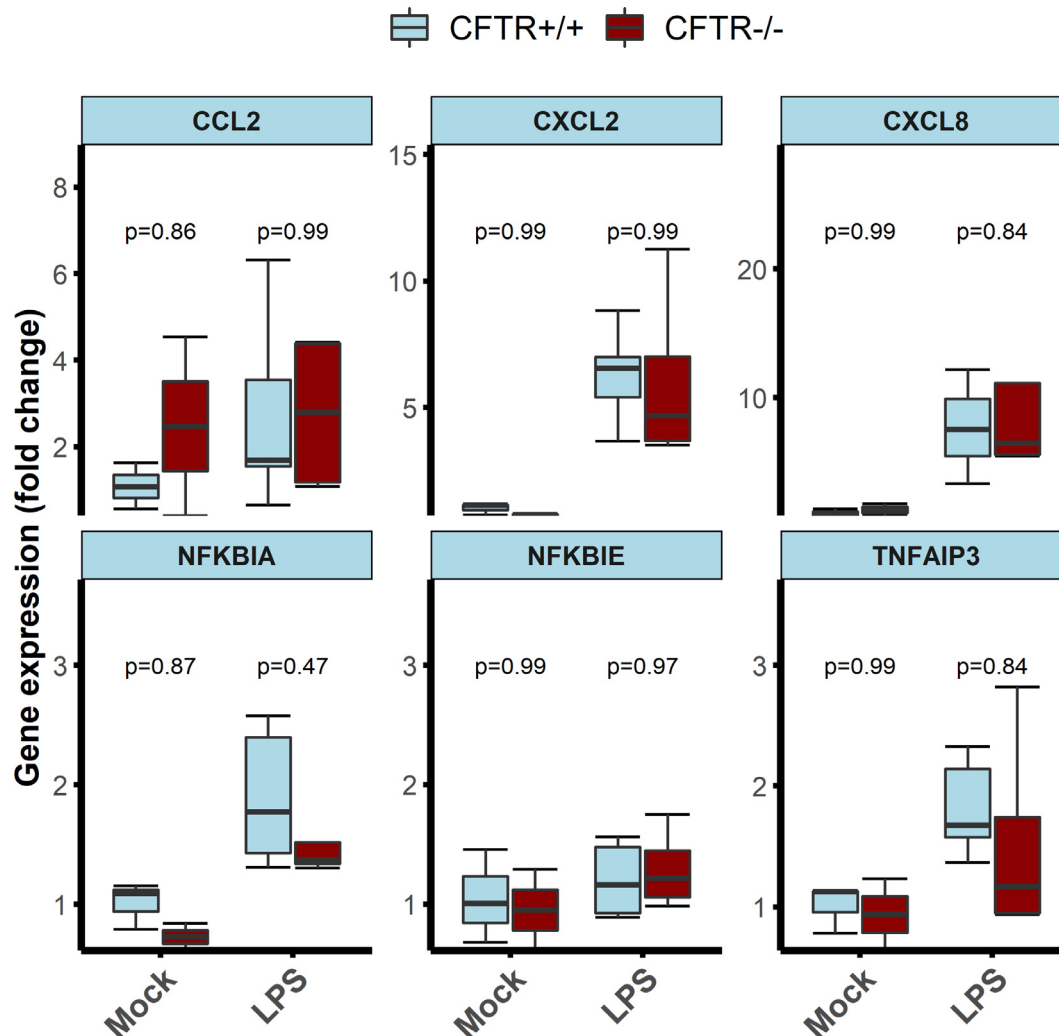 CFTR+/+ CFTR-/-
CCL2 CXCL2 CXCL8
8
6
4
2
p=0.86 p=0.99
15
10
5
p=0.99 p=0.99
20
10
p=0.99 p=0.84
Gene expression (fold change)
NFKBIA NFKBIE TNFAIP3
3
2
1
p=0.87 p=0.47
3
2
1
p=0.99 p=0.97
3
2
1
p=0.99 p=0.84
Mock LPS Mock LPS Mock LPS